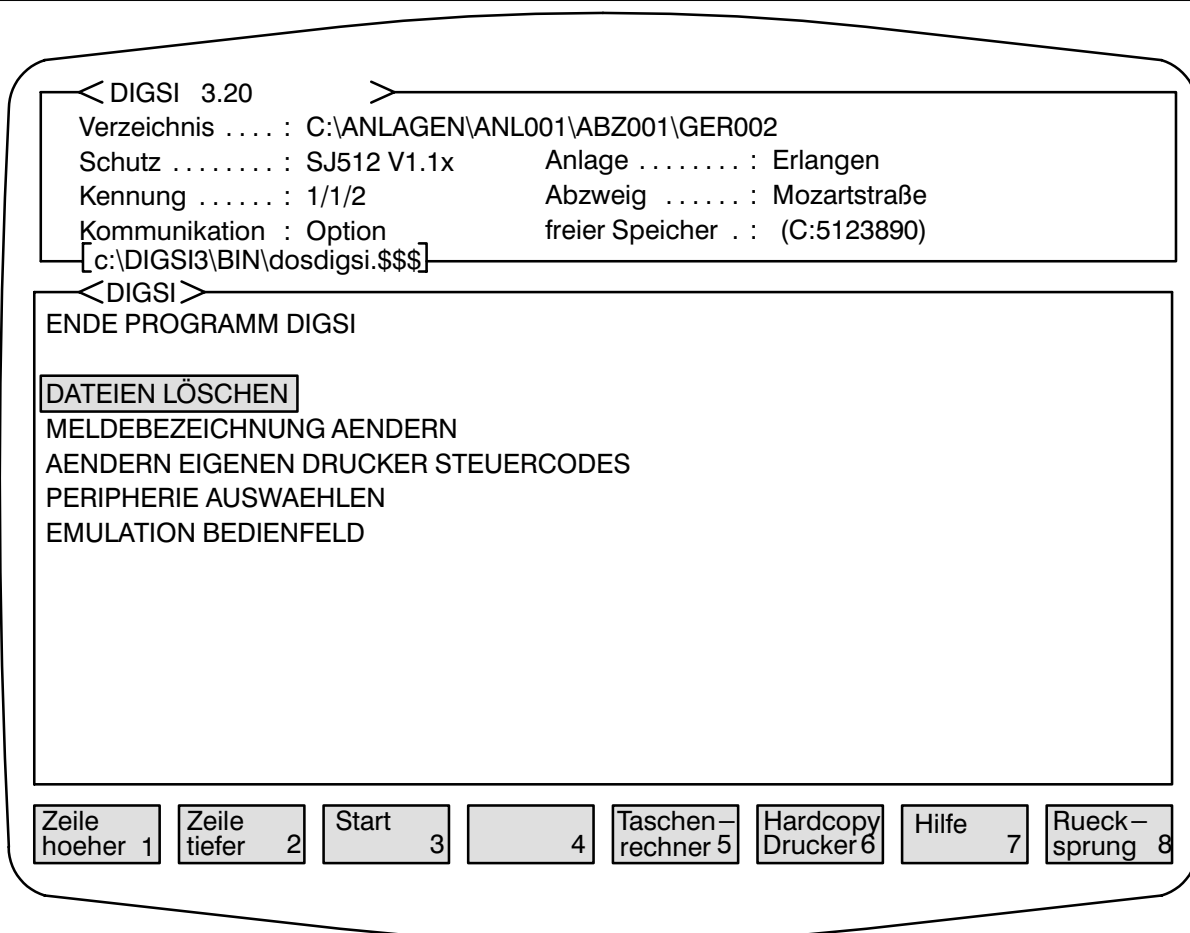 <DIGSI 3.20 >
Verzeichnis .... : C:\ANLAGEN\ANL001\ABZ001\GER002
Schutz ........ : SJ512 V1.1x Anlage ........ : Erlangen
Kennung ...... : 1/1/2 Abzweig ...... : Mozartstraße
Kommunikation : Option freier Speicher . : (C:5123890)
[c:\DIGSI3\BIN\dosdigsi.$$$]
<DIGSI>
ENDE PROGRAMM DIGSI
DATEIEN LÖSCHEN
MELDEBEZEICHNUNG AENDERN
AENDERN EIGENEN DRUCKER STEUERCODES
PERIPHERIE AUSWAEHLEN
EMULATION BEDIENFELD
Zeile
hoeher 1
Zeile
tiefer 2
Start
3
4
Taschen–
rechner 5
Hardcopy
Drucker 6
Hilfe
7
Rueck–
sprung 8